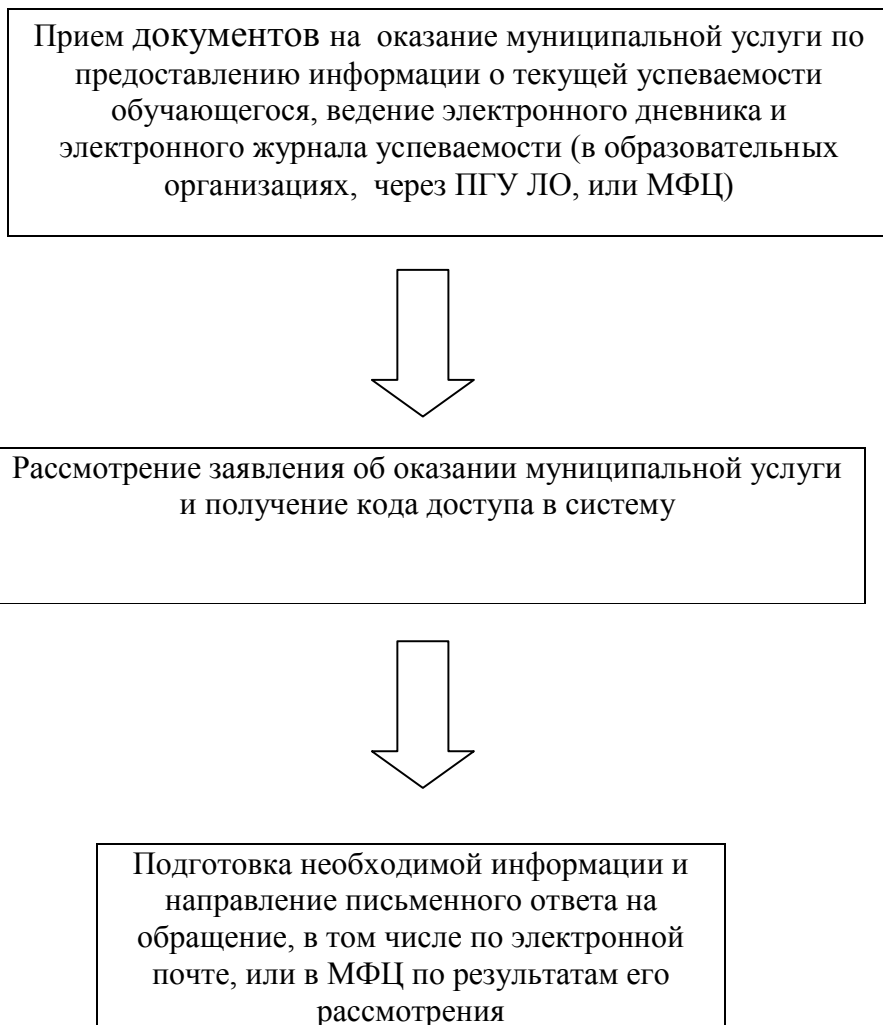 Прием документов на оказание муниципальной услуги по
предоставлению информации о текущей успеваемости
обучающегося, ведение электронного дневника и
электронного журнала успеваемости (в образовательных
организациях, через ПГУ ЛО, или МФЦ)
Рассмотрение заявления об оказании муниципальной услуги
и получение кода доступа в систему
Подготовка необходимой информации и
направление письменного ответа на
обращение, в том числе по электронной
почте, или в МФЦ по результатам его
рассмотрения